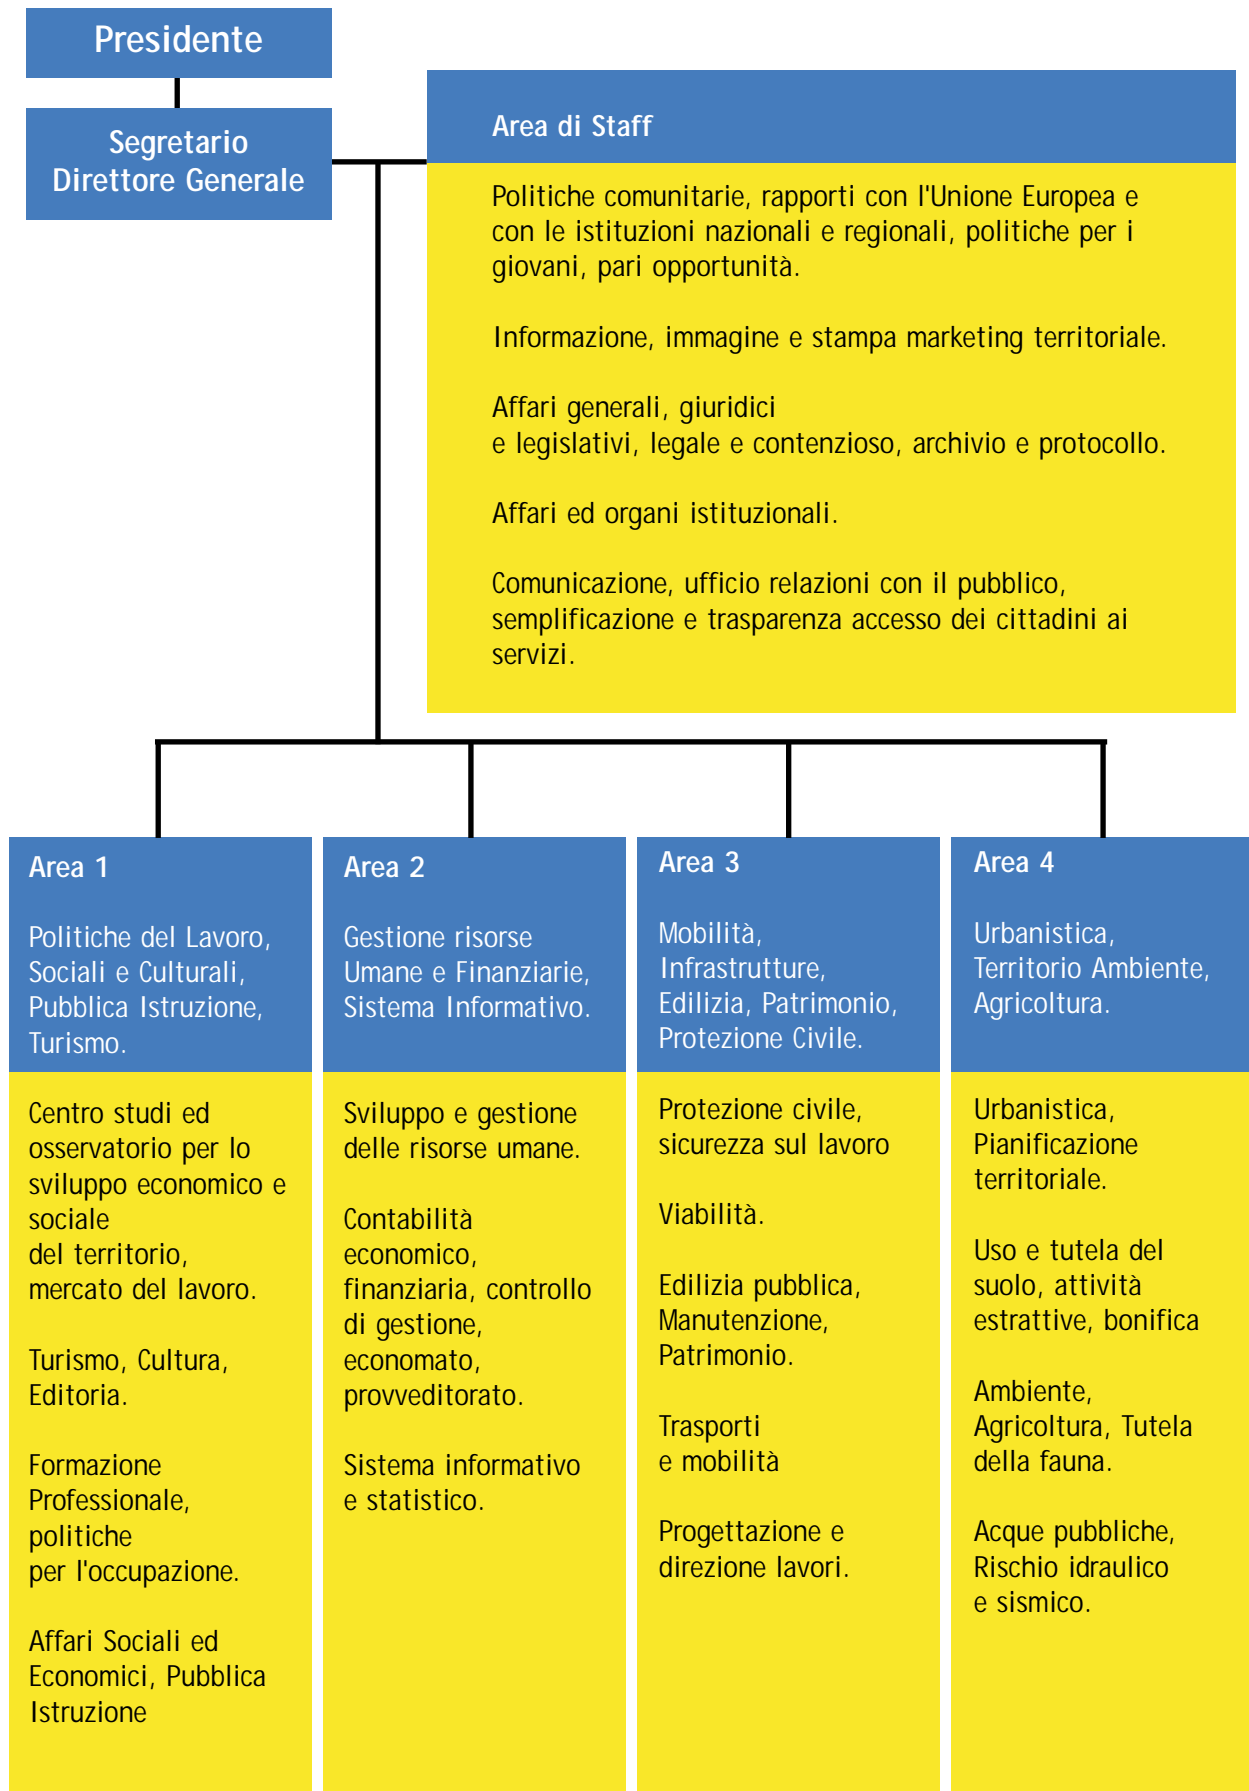 Presidente
Segretario
Direttore Generale
Area di Staff
Politiche comunitarie, rapporti con l'Unione Europea e
con le istituzioni nazionali e regionali, politiche per i
giovani, pari opportunità.
Informazione, immagine e stampa marketing territoriale.
Affari generali, giuridici
e legislativi, legale e contenzioso, archivio e protocollo.
Affari ed organi istituzionali.
Comunicazione, ufficio relazioni con il pubblico,
semplificazione e trasparenza accesso dei cittadini ai
servizi.
Area 1
Politiche del Lavoro,
Sociali e Culturali,
Pubblica Istruzione,
Turismo.
Centro studi ed
osservatorio per lo
sviluppo economico e
sociale
del territorio,
mercato del lavoro.
Turismo, Cultura,
Editoria.
Formazione
Professionale,
politiche
per l'occupazione.
Affari Sociali ed
Economici, Pubblica
Istruzione
Area 2
Gestione risorse
Umane e Finanziarie,
Sistema Informativo.
Sviluppo e gestione
delle risorse umane.
Contabilità
economico,
finanziaria, controllo
di gestione,
economato,
provveditorato.
Sistema informativo
e statistico.
Area 3
Mobilità,
Infrastrutture,
Edilizia, Patrimonio,
Protezione Civile.
Protezione civile,
sicurezza sul lavoro
Viabilità.
Edilizia pubblica,
Manutenzione,
Patrimonio.
Trasporti
e mobilità
Progettazione e
direzione lavori.
Area 4
Urbanistica,
Territorio Ambiente,
Agricoltura.
Urbanistica,
Pianificazione
territoriale.
Uso e tutela del
suolo, attività
estrattive, bonifica
Ambiente,
Agricoltura, Tutela
della fauna.
Acque pubbliche,
Rischio idraulico
e sismico.